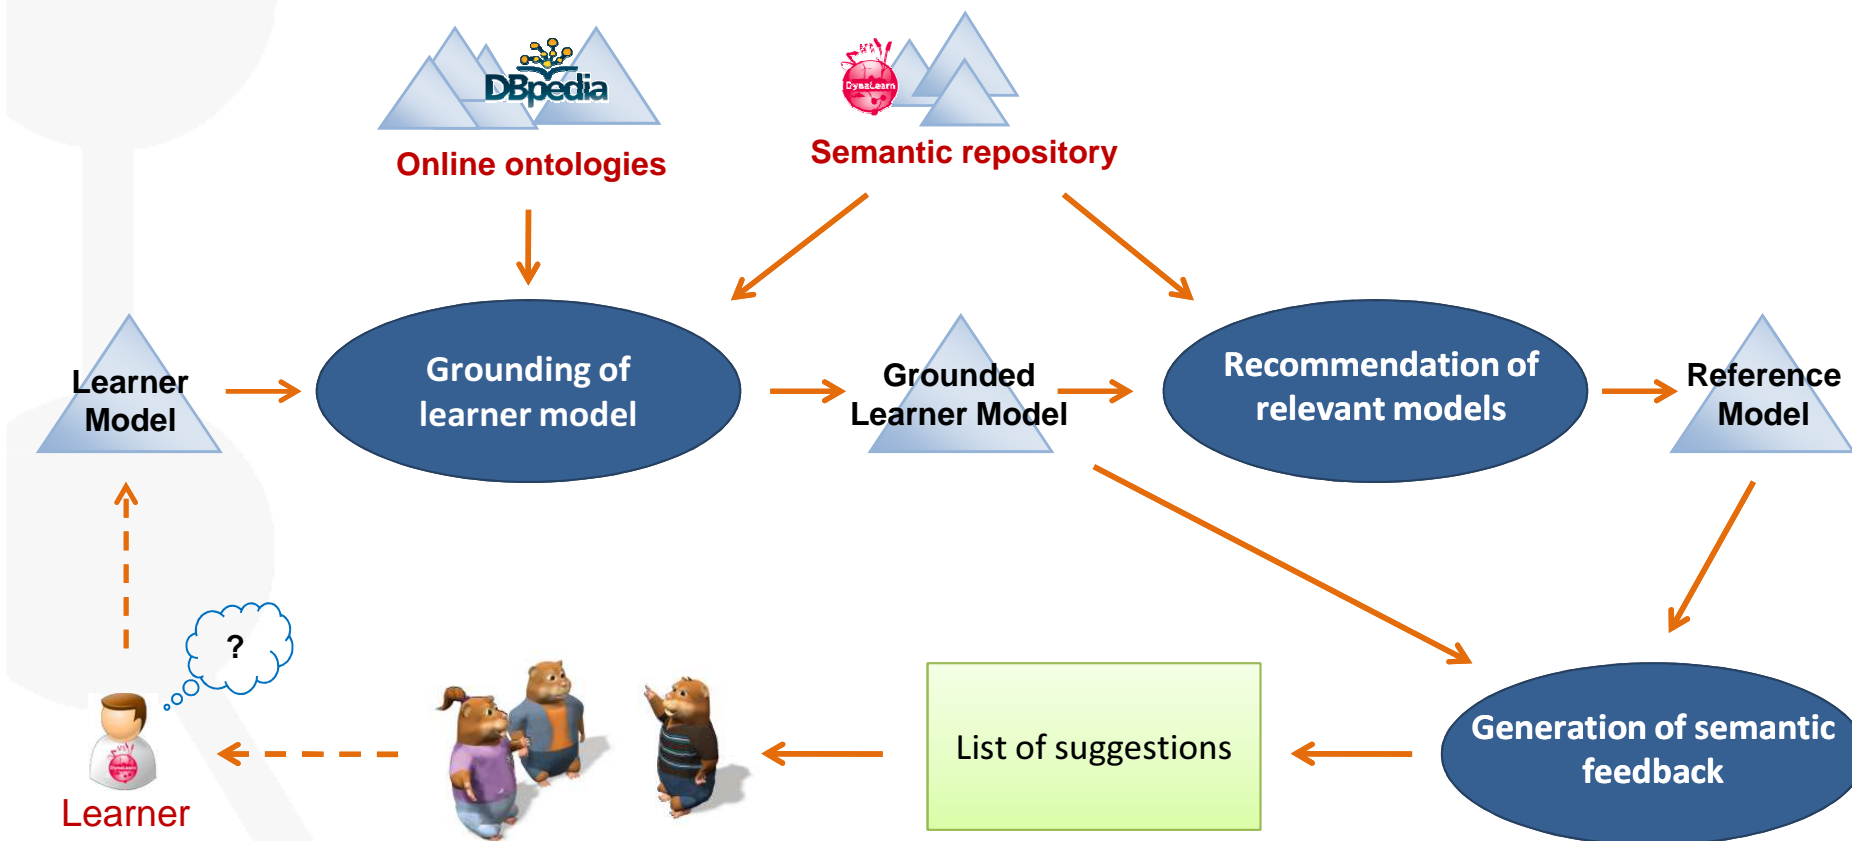 DBpedia
DynaLearn
Online ontologies
Semantic repository
Learner
Model
Grounding of
learner model
Grounded
Learner Model
Recommendation of
relevant models
Reference
Model
?
DynaLearn
Learner
List of suggestions
Generation of semantic
feedback